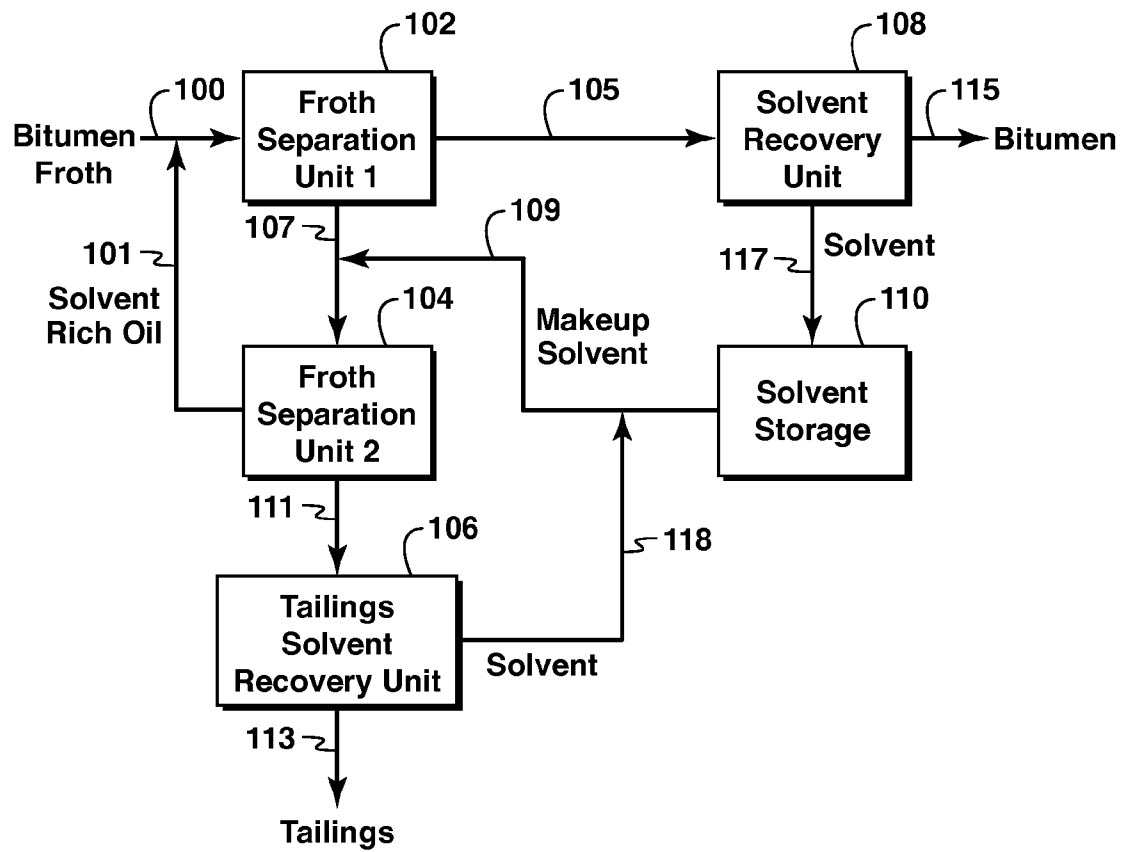 102
108
100
105
115
Froth
Separation
Unit 1
Solvent
Recovery
Unit
Bitumen
Froth
Bitumen
107
109
101
117
Solvent
Solvent
Rich Oil
104
110
Makeup
Solvent
Froth
Separation
Unit 2
Solvent
Storage
111
106
118
Tailings
Solvent
Recovery Unit
Solvent
113
Tailings